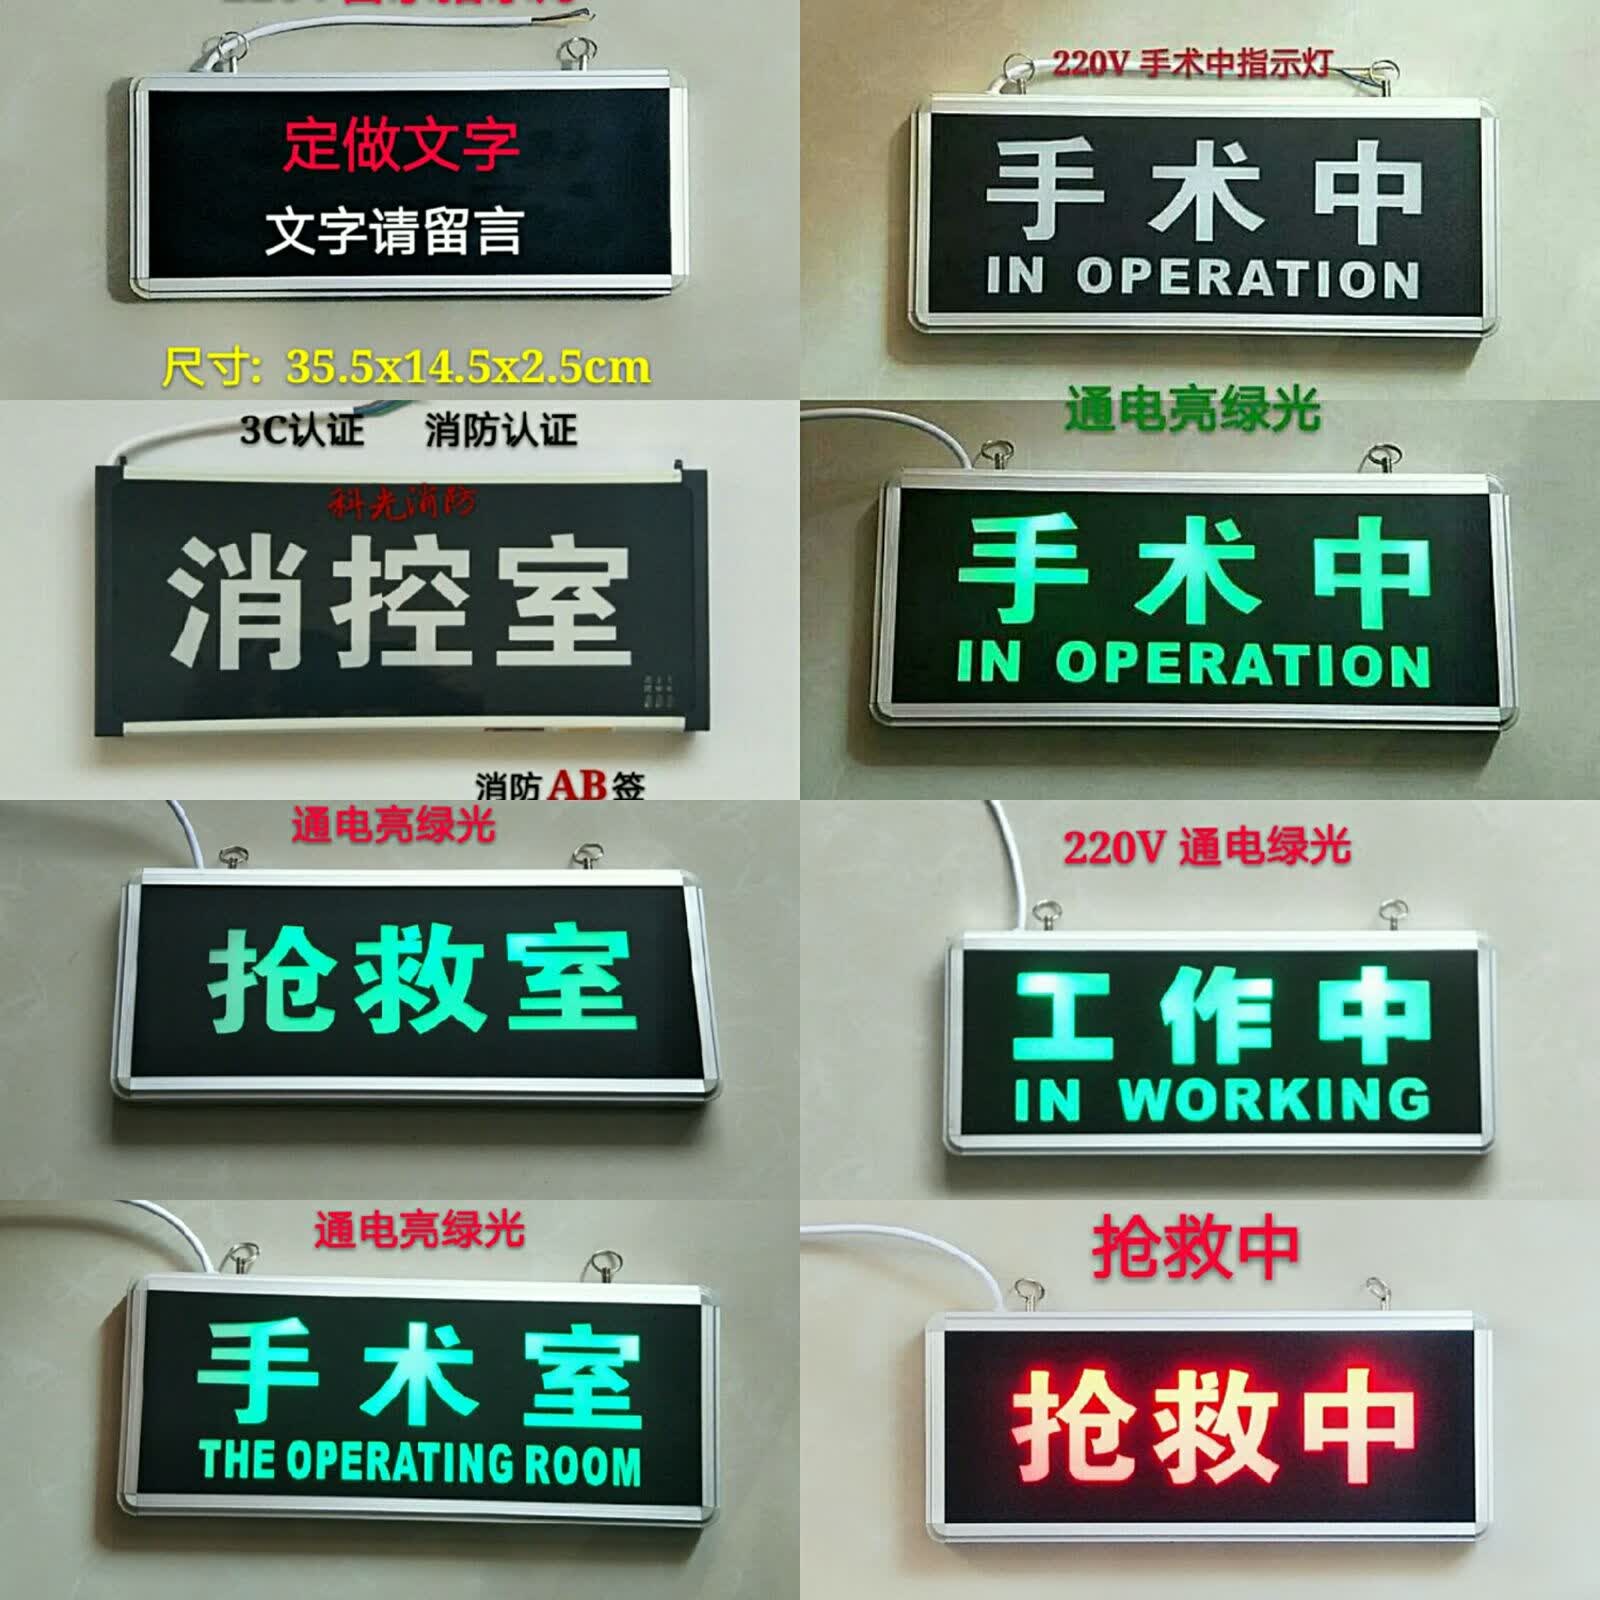 定做文字
文字请留言
尺寸: 35.5x14.5x2.5cm
220V 手术中指示灯
手术中
IN OPERATION
3C认证 消防认证
科光消防
消控室
消防AB签
通电亮绿光
手术中
IN OPERATION
通电亮绿光
抢救室
220V 通电绿光
工作中
IN WORKING
通电亮绿光
手术室
THE OPERATING ROOM
抢救中
抢救中